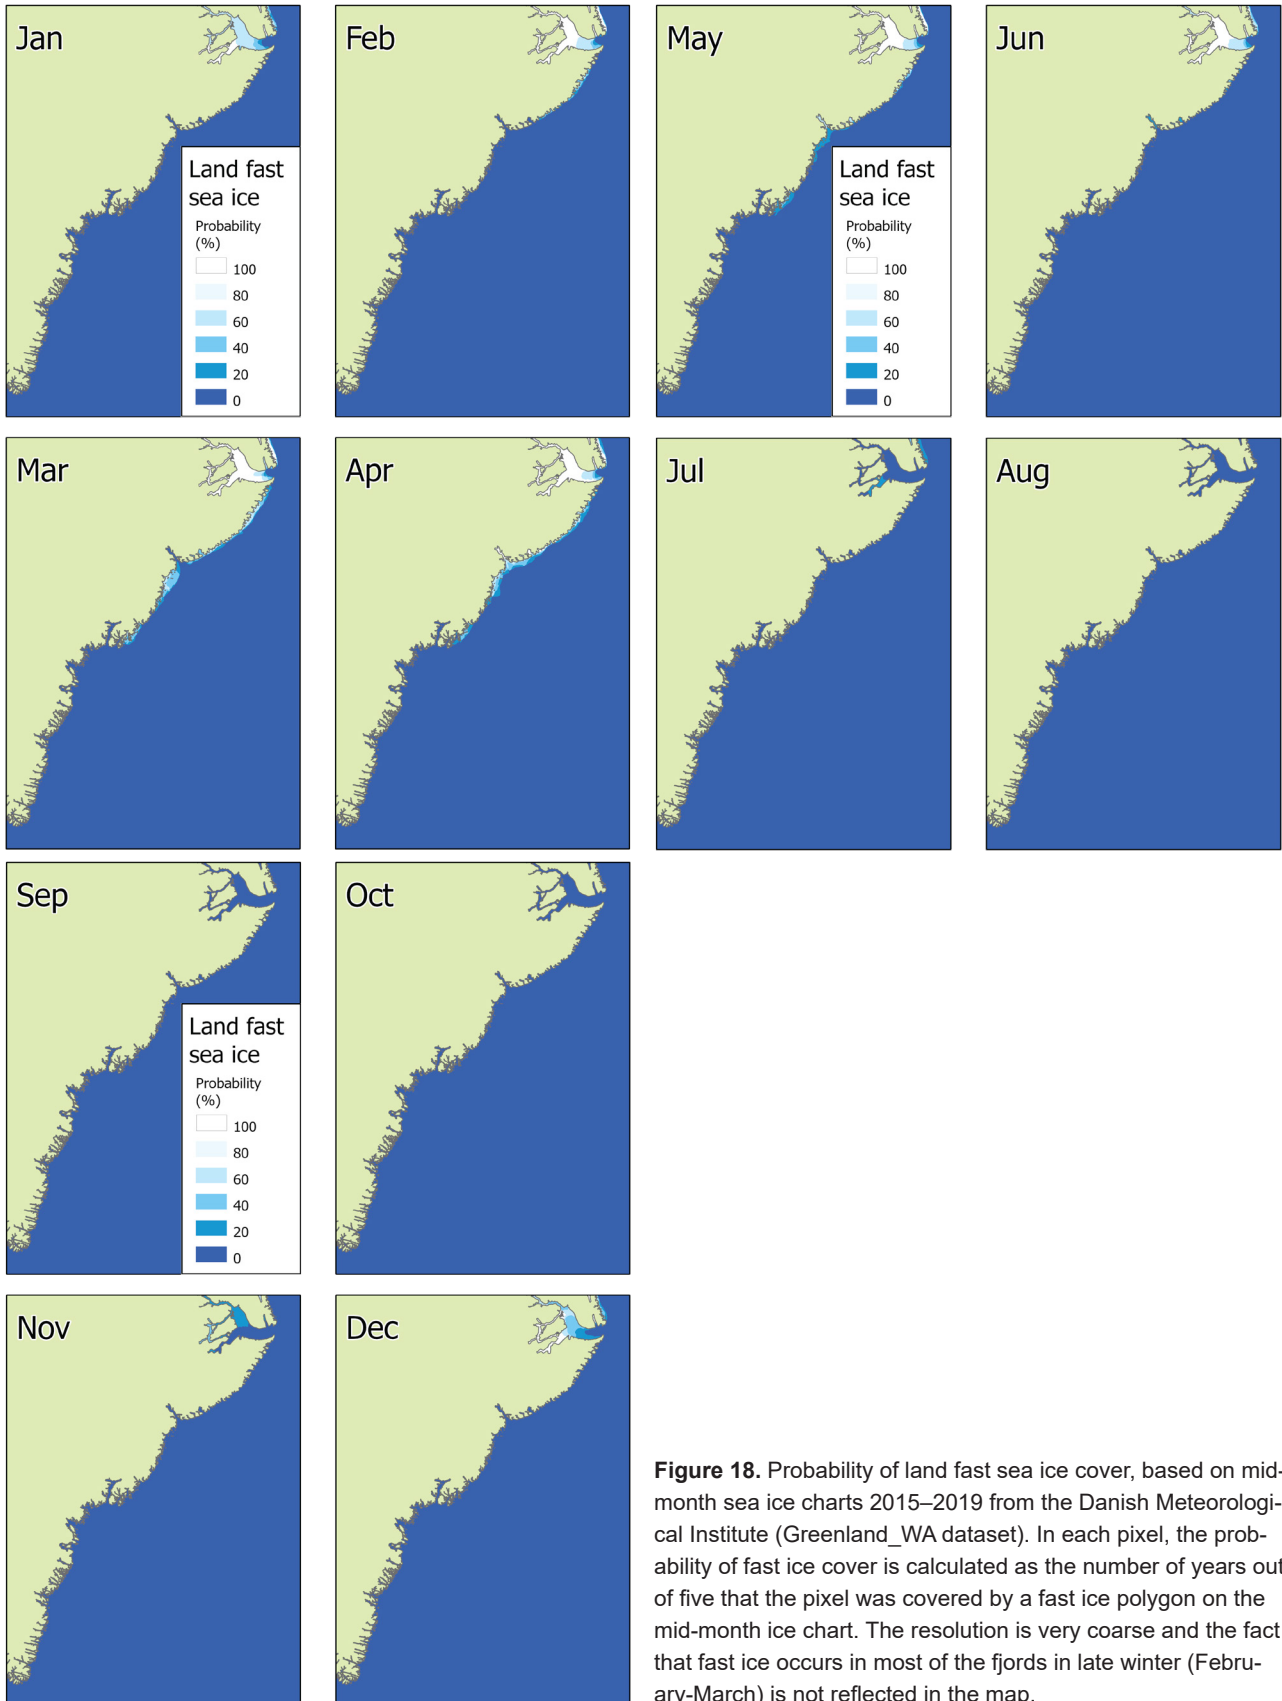 Jan
Land fast
sea ice
Probability
(%)
100
80
60
40
20
0
Feb
May
Land fast
sea ice
Probability
(%)
100
80
60
40
20
0
Jun
Mar
Apr
Jul
Aug
Sep
Land fast
sea ice
Probability
(%)
100
80
60
40
20
0
Oct
Nov
Dec
Figure 18. Probability of land fast sea ice cover, based on mid-
month sea ice charts 2015–2019 from the Danish Meteorologi-
cal Institute (Greenland_WA dataset). In each pixel, the prob-
ability of fast ice cover is calculated as the number of years out
of five that the pixel was covered by a fast ice polygon on the
mid-month ice chart. The resolution is very coarse and the fact
that fast ice occurs in most of the fjords in late winter (Febru-
ary-March) is not reflected in the map.